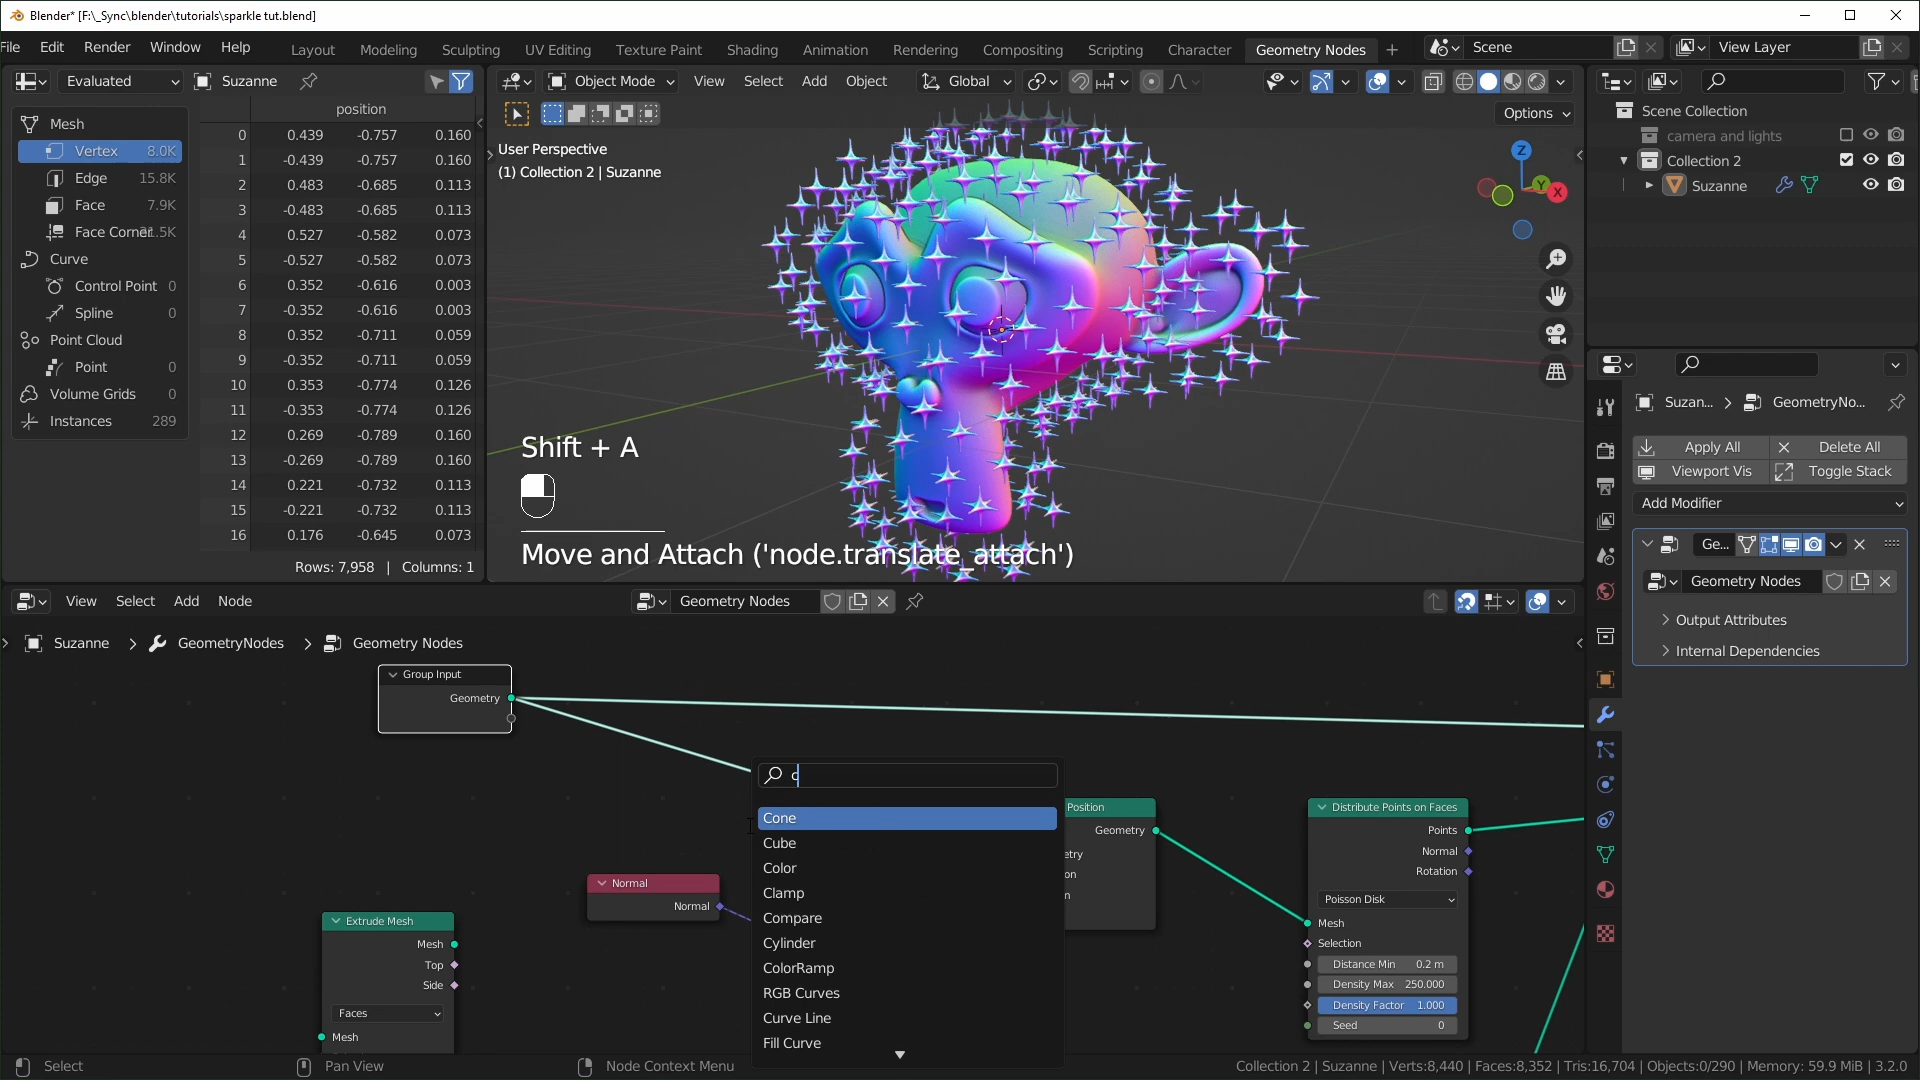 Blender* [F:\_Sync\blender\tutorials\sparkle tut.blend]
File Edit Render Window Help Layout Modeling Sculpting UV Editing Texture Paint Shading Animation Rendering Compositing Scripting Character Geometry Nodes + Scene View Layer
Evaluated Suzanne
Object Mode View Select Add Object Global
Options
position
Mesh
Vertex 8.0K
Edge 15.8K
Face 7.9K
Face Corner
Curve
Control Point 0
Spline 0
Point Cloud
Point 0
Volume Grids 0
Instances 289
0 0.439 -0.757 0.160
1 -0.439 -0.757 0.160
2 0.483 -0.685 0.113
3 -0.483 -0.685 0.113
4 0.527 -0.582 0.073
5 -0.527 -0.582 0.073
6 0.352 -0.616 0.003
7 -0.352 -0.616 0.003
8 0.352 -0.711 0.059
9 -0.352 -0.711 0.059
10 0.353 -0.774 0.126
11 -0.353 -0.774 0.126
12 0.269 -0.789 0.160
13 -0.269 -0.789 0.160
14 0.221 -0.732 0.113
15 -0.221 -0.732 0.113
16 0.176 -0.645 0.073
Rows: 7,958 | Columns: 1
User Perspective
(1) Collection 2 | Suzanne
Z
Y
X
Shift + A
Move and Attach ('node.translate_attach')
Scene Collection
camera and lights
Collection 2
Suzanne
Suzan... > GeometryNo...
Apply All Delete All
Viewport Vis Toggle Stack
Add Modifier
Ge...
Geometry Nodes
Output Attributes
Internal Dependencies
View Select Add Node Geometry Nodes
Suzanne > GeometryNodes > Geometry Nodes
Group Input
Geometry
Extrude Mesh
Mesh
Top
Side
Faces
Mesh
Normal
Normal
c
Cone
Cube
Color
Clamp
Compare
Cylinder
ColorRamp
RGB Curves
Curve Line
Fill Curve
Position
Geometry
etry
on
n
Distribute Points on Faces
Points
Normal
Rotation
Poisson Disk
Mesh
Selection
Distance Min 0.2 m
Density Max 250.000
Density Factor 1.000
Seed 0
Select Pan View Node Context Menu Collection 2 | Suzanne | Verts:8,440 | Faces:8,352 | Tris:16,704 | Objects:0/290 | Memory: 59.9 MiB | 3.2.0